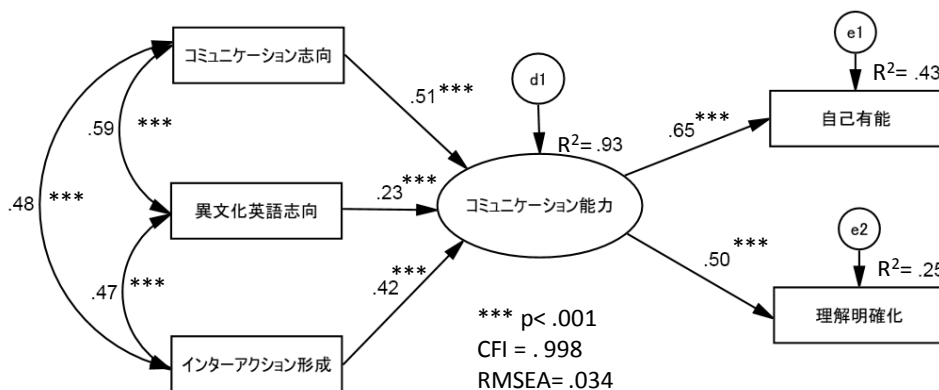 コミュニケーション志向
e1
R²= .43
d1
.51***
.65***
自己有能
.59
***
R²= .93
.48
***
異文化英語志向
.23***
コミュニケーション能力
e2
***
.50
***
R²= .25
.47
***
.42
理解明確化
*** p< .001
インターアクション形成
CFI = . 998
RMSEA= .034